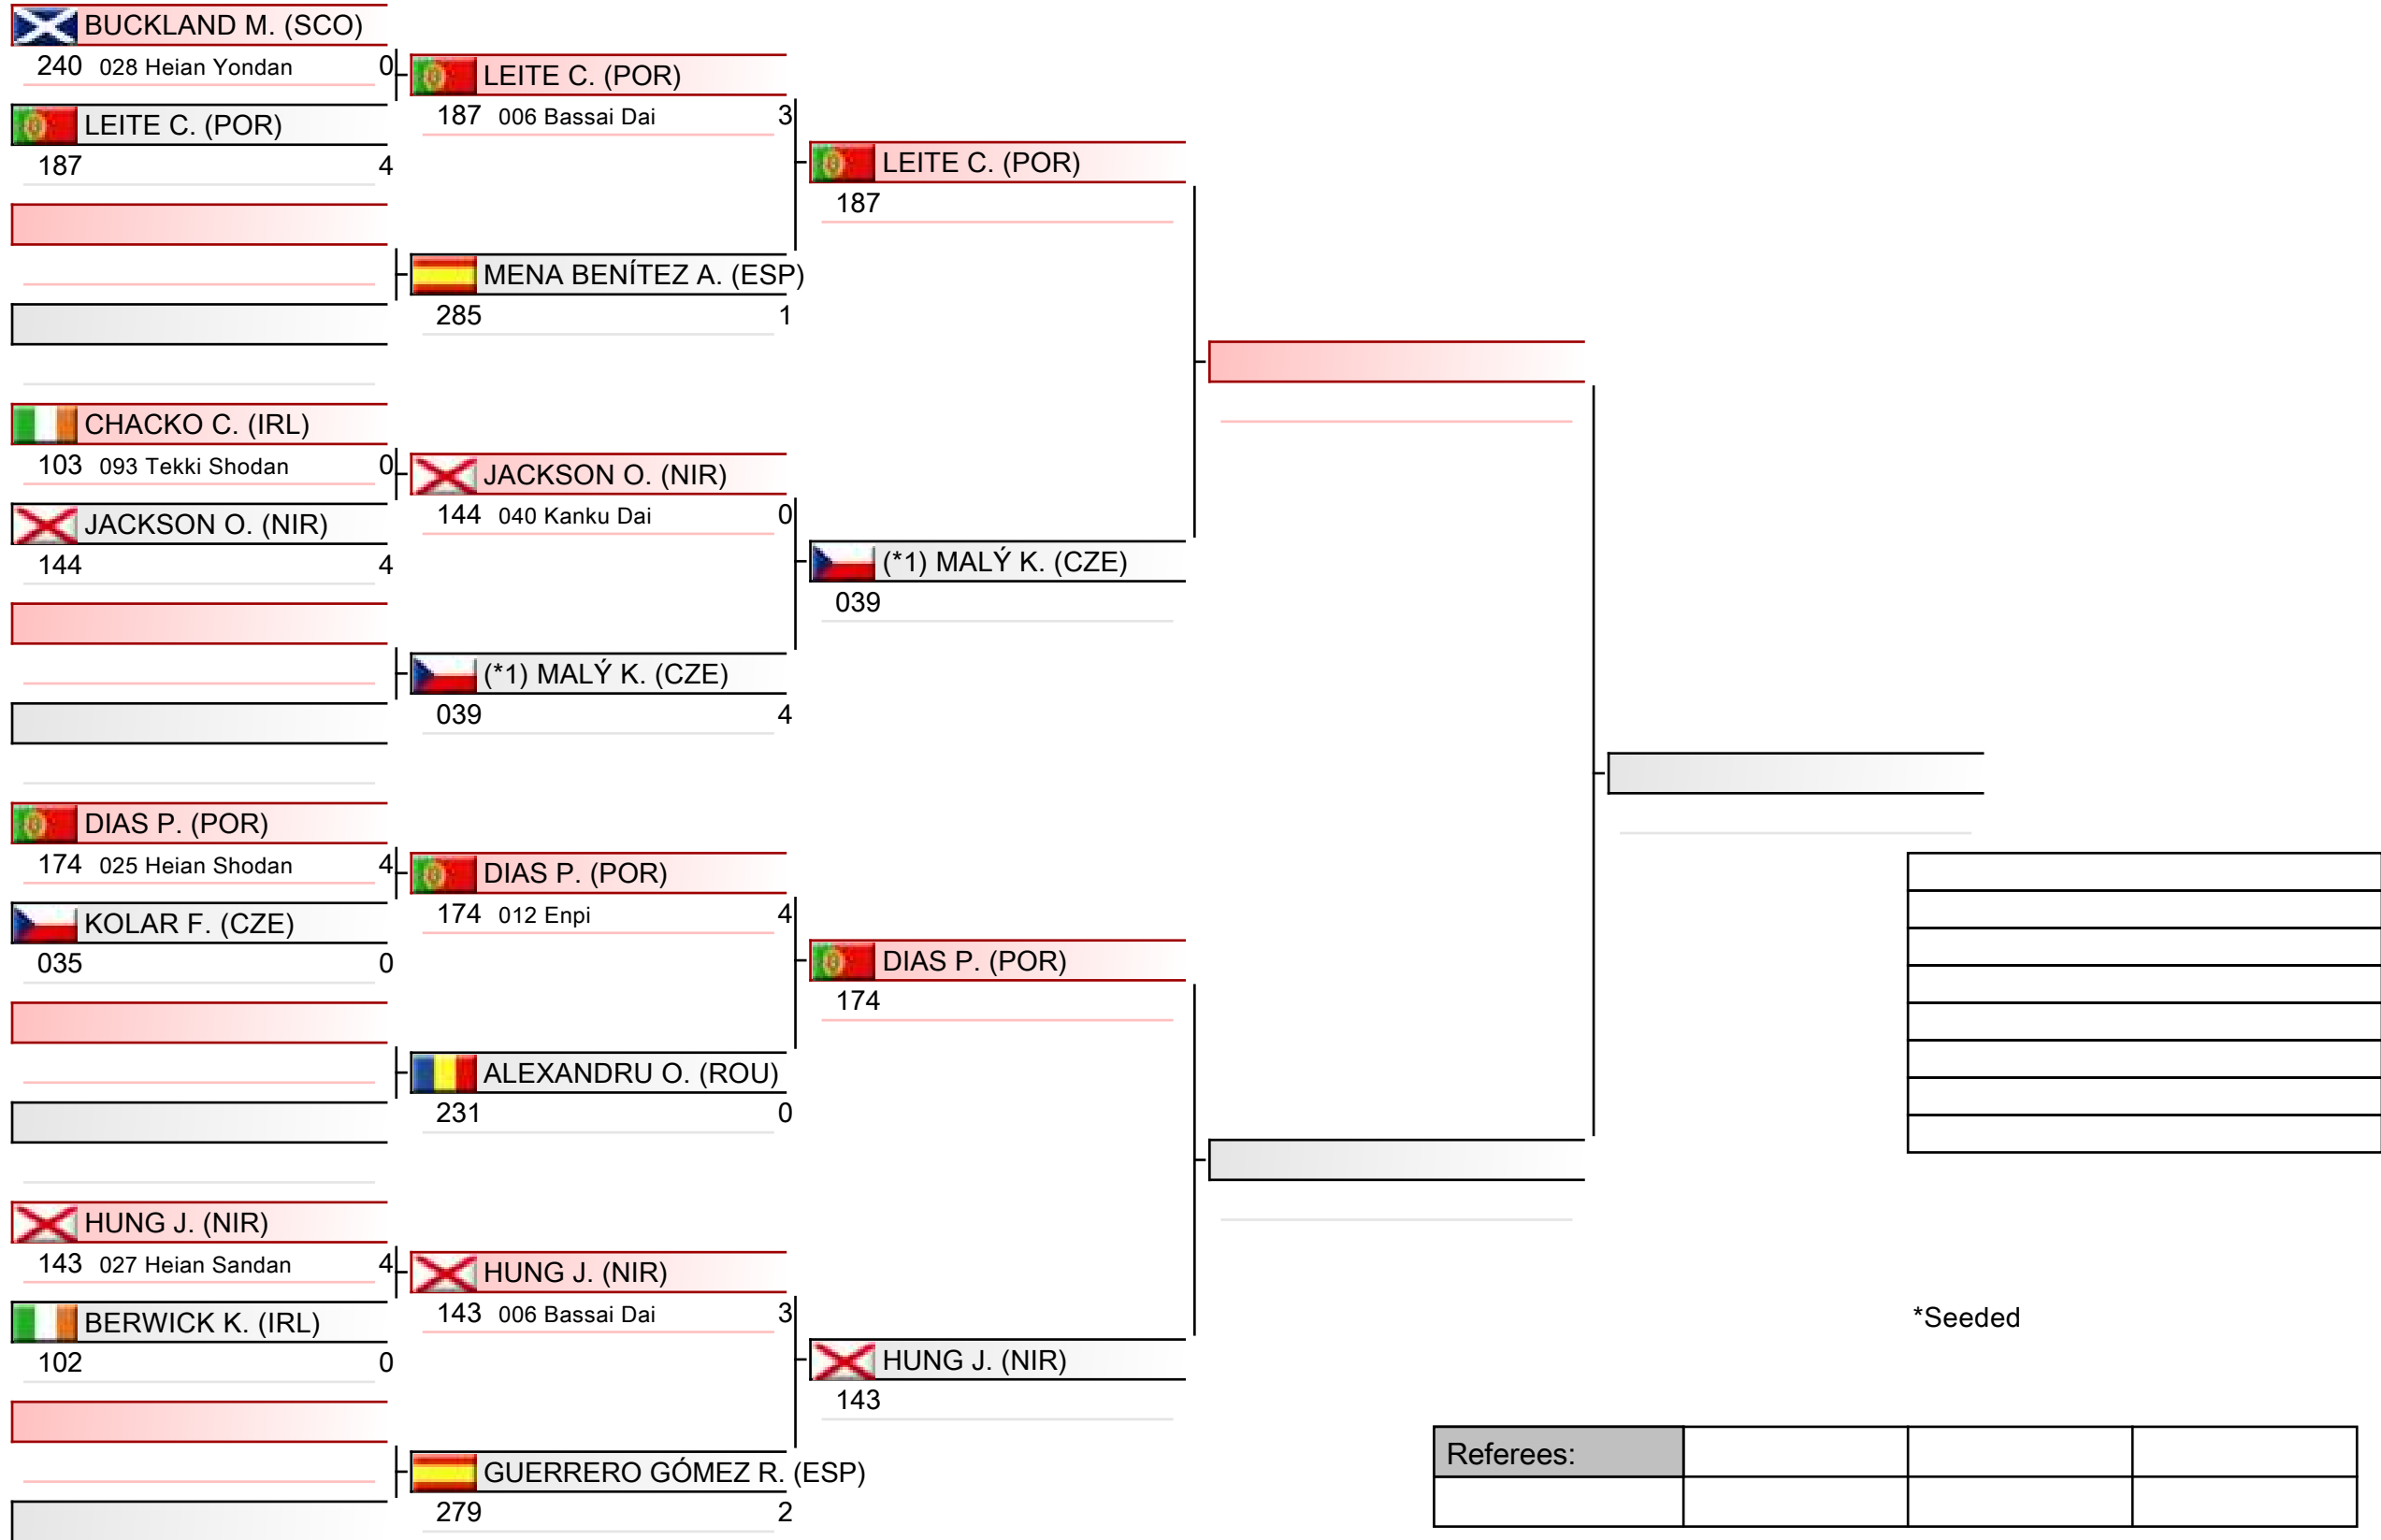 BUCKLAND M. (SCO)
240 028 Heian Yondan 0
LEITE C. (POR)
187 4
CHACKO C. (IRL)
103 093 Tekki Shodan 0
JACKSON O. (NIR)
144 4
DIAS P. (POR)
174 025 Heian Shodan 4
KOLAR F. (CZE)
035 0
HUNG J. (NIR)
143 027 Heian Sandan 4
BERWICK K. (IRL)
102 0
LEITE C. (POR)
187 006 Bassai Dai 3
MENA BENÍTEZ A. (ESP)
285 1
JACKSON O. (NIR)
144 040 Kanku Dai 0
(*1) MALÝ K. (CZE)
039 4
DIAS P. (POR)
174 012 Enpi 4
ALEXANDRU O. (ROU)
231 0
HUNG J. (NIR)
143 006 Bassai Dai 3
GUERRERO GÓMEZ R. (ESP)
279 2
LEITE C. (POR)
187
(*1) MALÝ K. (CZE)
039
DIAS P. (POR)
174
HUNG J. (NIR)
143
*Seeded
Referees: